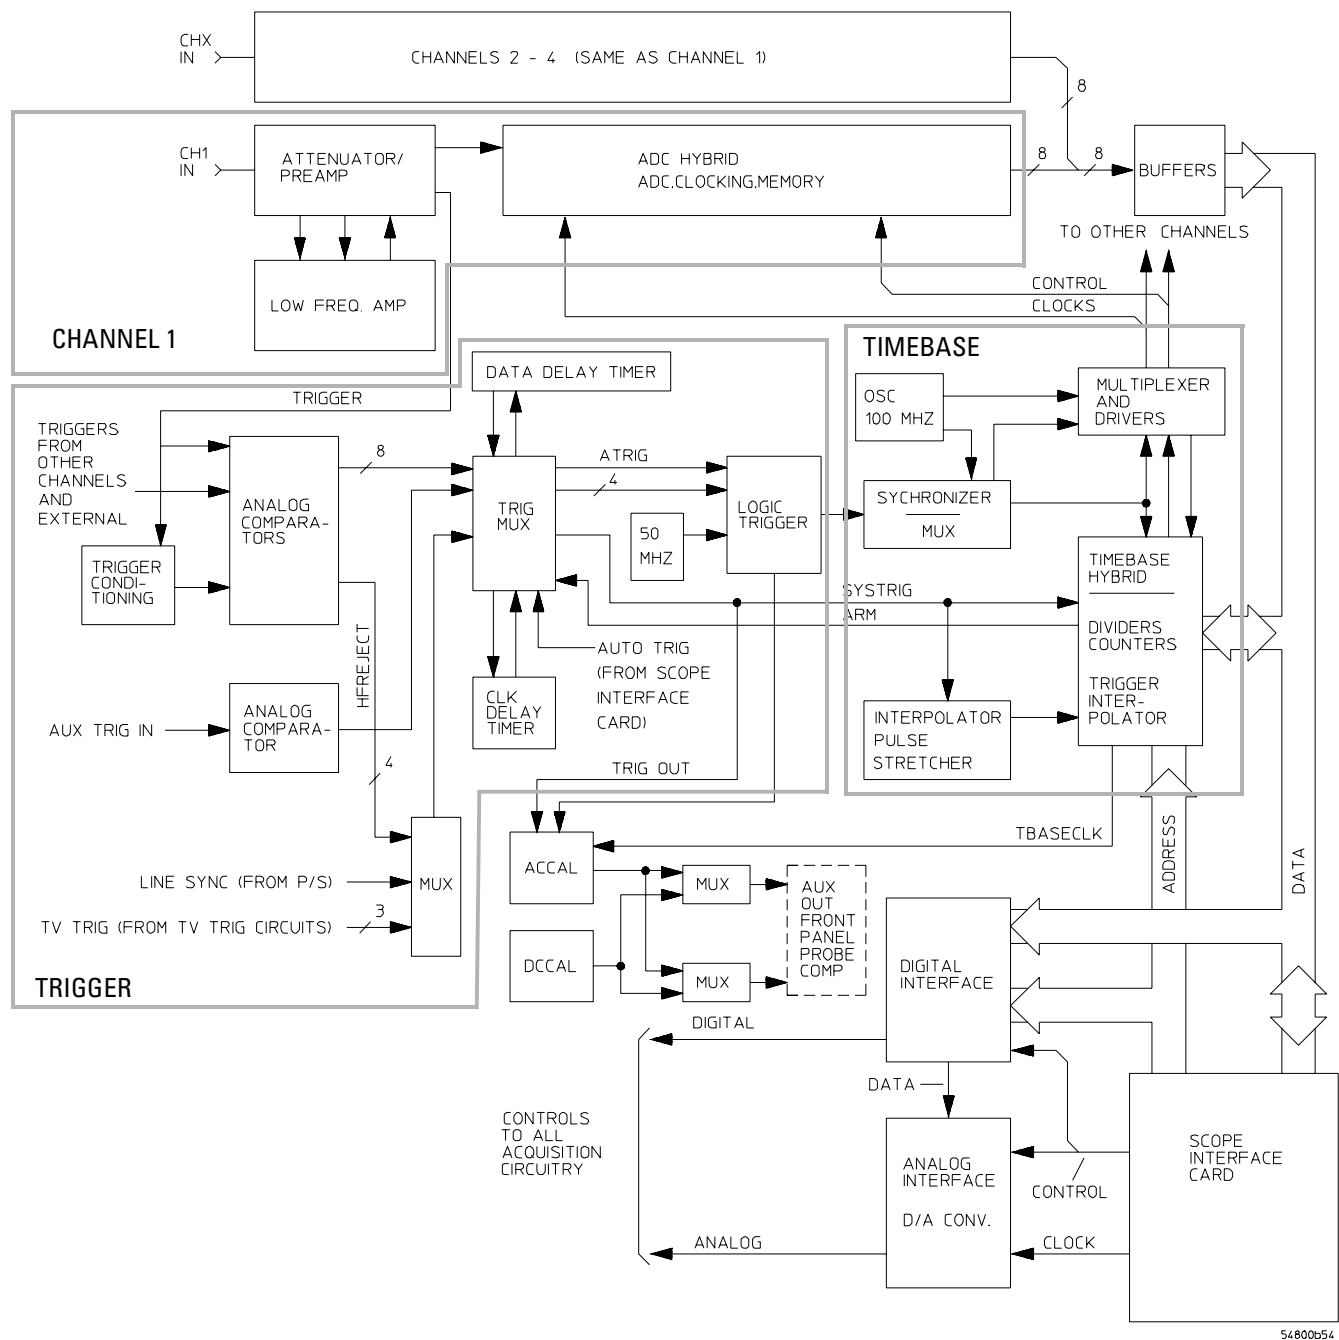 CHX
IN
CHANNELS 2 - 4 (SAME AS CHANNEL 1)
8
CH1
IN
ATTENUATOR/
PREAMP
ADC HYBRID
ADC,CLOCKING,MEMORY
8
8
BUFFERS
TO OTHER CHANNELS
LOW FREQ. AMP
CONTROL
CLOCKS
CHANNEL 1
TIMEBASE
DATA DELAY TIMER
OSC
100 MHZ
MULTIPLEXER
AND
DRIVERS
TRIGGER
TRIGGERS
FROM
OTHER
CHANNELS
AND
EXTERNAL
8
ANALOG
COMPARA-
TORS
TRIG
MUX
ATRIG
4
LOGIC
TRIGGER
50
MHZ
SYCHRONIZER
MUX
TRIGGER
CONDI-
TIONING
TIMEBASE
HYBRID
DIVIDERS
COUNTERS
TRIGGER
INTER-
POLATOR
SYSTRIG
ARM
HFREJECT
AUTO TRIG
(FROM SCOPE
INTERFACE
CARD)
CLK
DELAY
TIMER
AUX TRIG IN
ANALOG
COMPARA-
TOR
INTERPOLATOR
PULSE
STRETCHER
4
TRIG OUT
TBASECLK
ADDRESS
DATA
LINE SYNC (FROM P/S)
MUX
TV TRIG (FROM TV TRIG CIRCUITS)
3
TRIGGER
ACCAL
MUX
AUX
OUT
FRONT
PANEL
PROBE
COMP
DCCAL
MUX
DIGITAL
INTERFACE
DIGITAL
DATA
CONTROLS
TO ALL
ACQUISITION
CIRCUITRY
ANALOG
INTERFACE
D/A CONV.
CONTROL
SCOPE
INTERFACE
CARD
ANALOG
CLOCK
54800b54